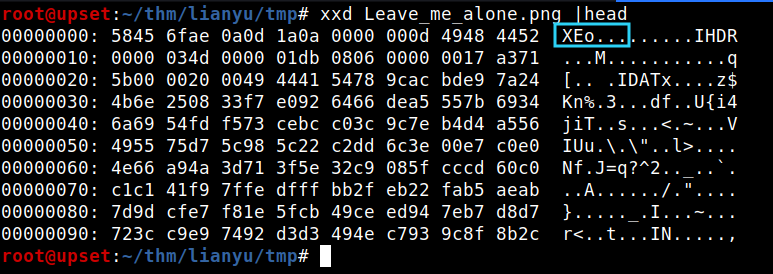 root@upset:~/thm/lianyu/tmp# xxd Leave_me_alone.png |head
00000000: 5845 6fae 0a0d 1a0a 0000 000d 4948 4452  XEo.........IHDR
00000010: 0000 034d 0000 01db 0806 0000 0017 a371  ...M...........q
00000020: 5b00 0020 0049 4441 5478 9cac bde9 7a24  [.. .IDATx....z$
00000030: 4b6e 2508 33f7 e092 6466 dea5 557b 6934  Kn%.3...df..U{i4
00000040: 6a69 54fd f573 cebc c03c 9c7e b4d4 a556  jiT..s...<.~...V
00000050: 4955 75d7 5c98 5c22 c2dd 6c3e 00e7 c0e0  IUu.\.\"..l>....
00000060: 4e66 a94a 3d71 3f5e 32c9 085f cccd 60c0  Nf.J=q?^2.._..`.
00000070: c1c1 41f9 7ffe dfff bb2f eb22 fab5 aeab  ..A....../."....
00000080: 7d9d cfe7 f81e 5fcb 49ce ed94 7eb7 d8d7  }....._.I...~...
00000090: 723c c9e9 7492 d3d3 494e c793 9c8f 8b2c  r<..t...IN.....,
root@upset:~/thm/lianyu/tmp#